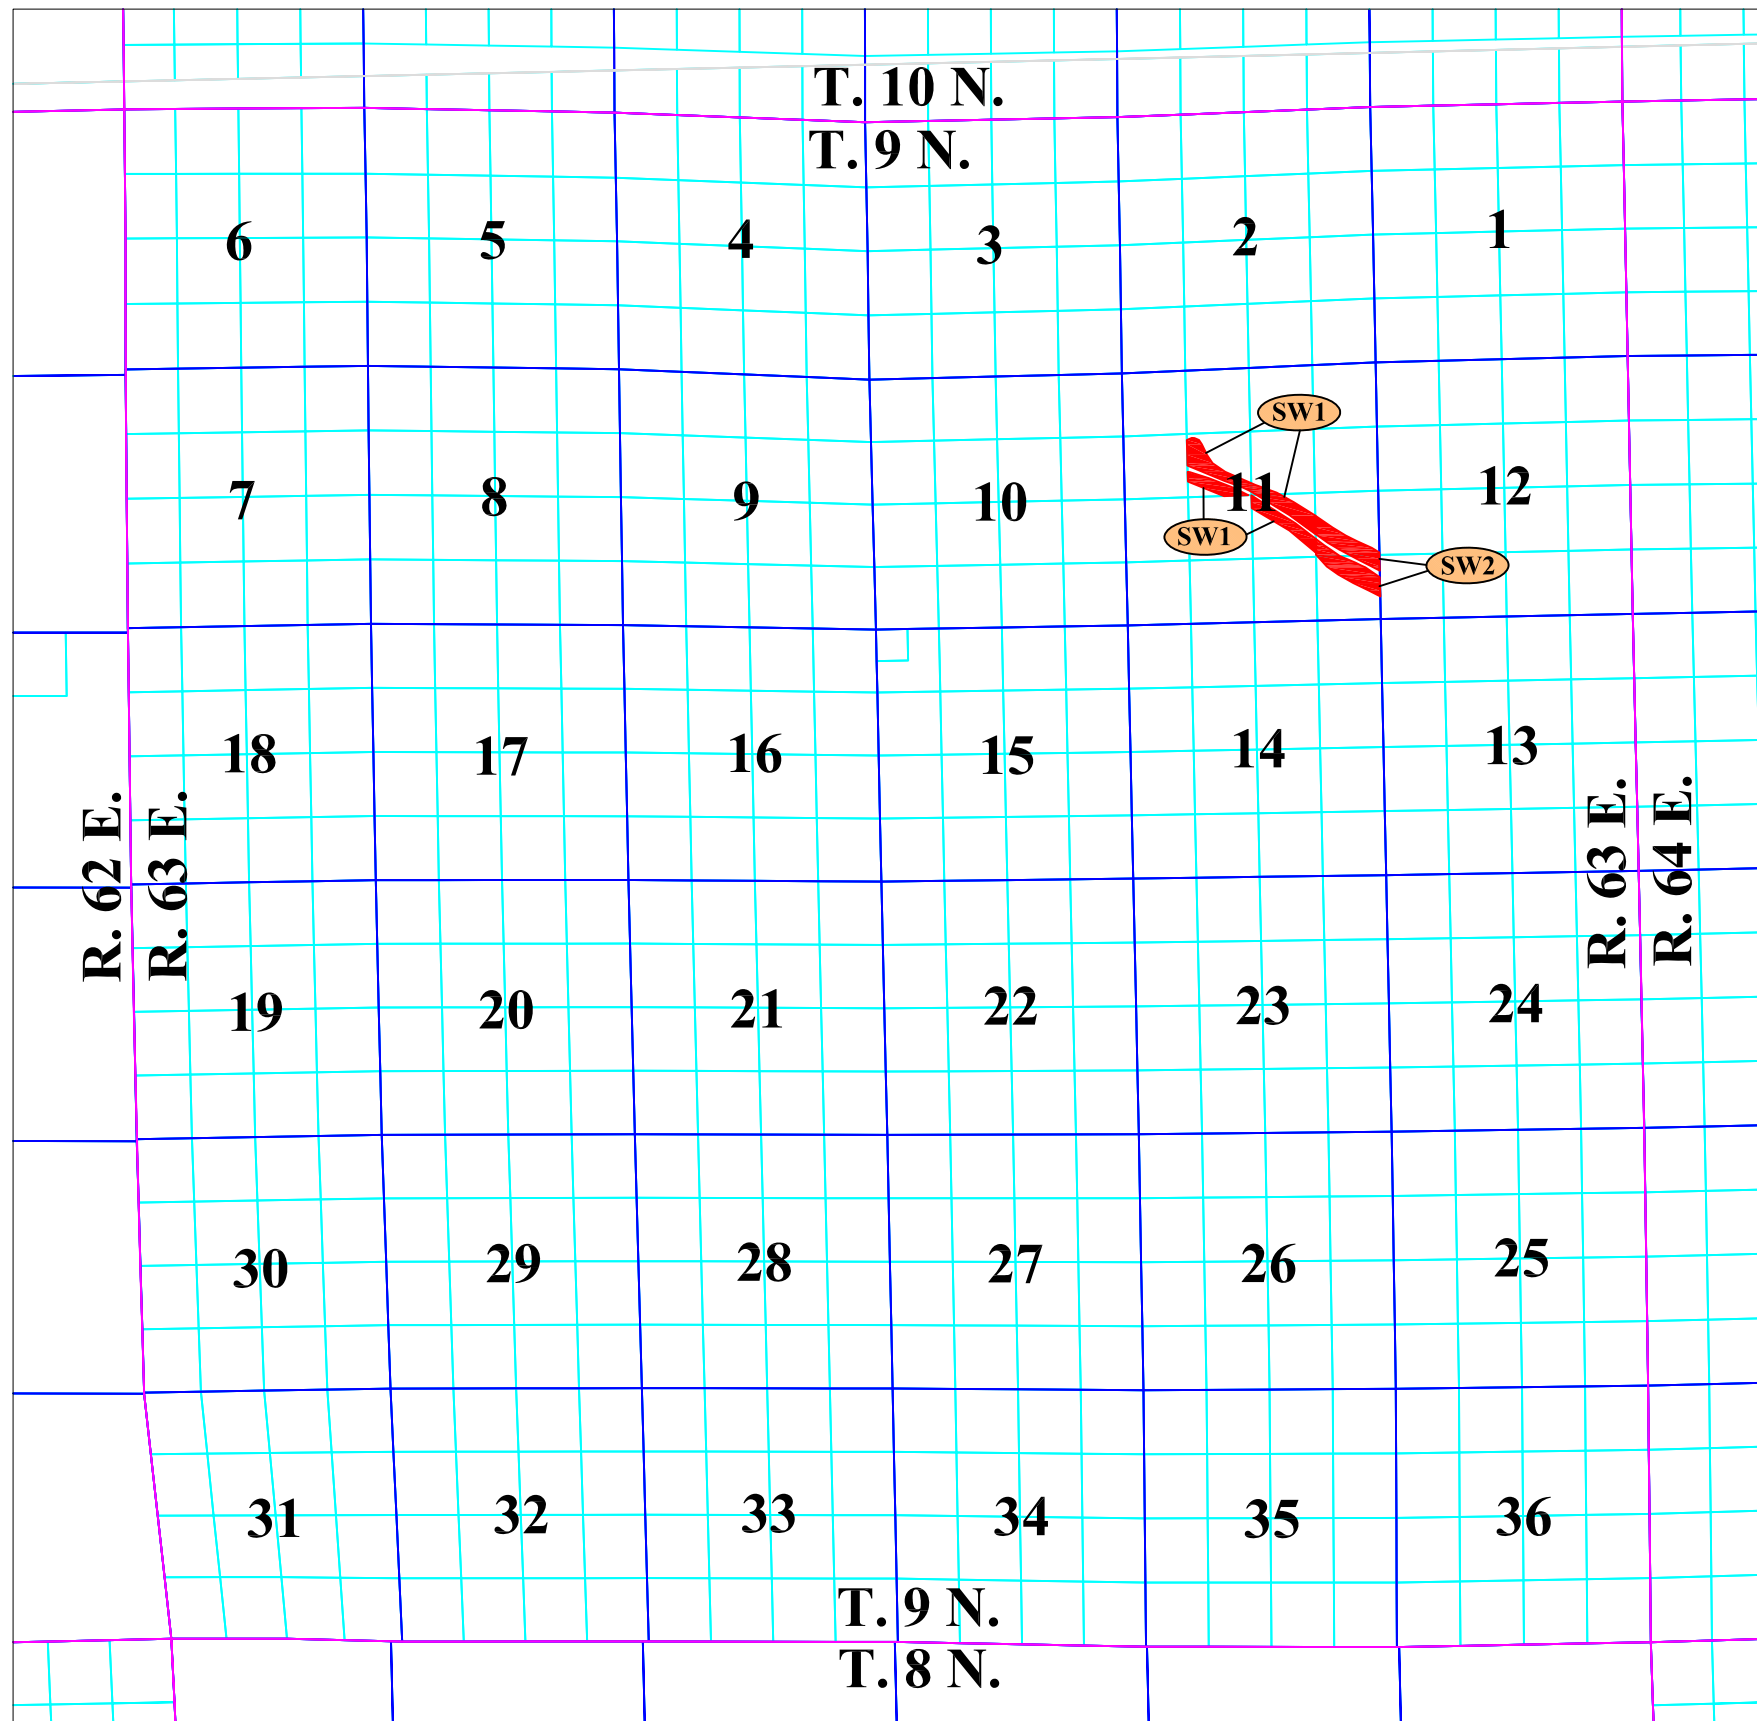 T. 10 N.
T. 9 N.
6 5 4 3 2 1
SW1
7 8 9 10 11 12
SW1
SW2
18 17 16 15 14 13
R. 62 E.
R. 63 E.
R. 63 E.
R. 64 E.
19 20 21 22 23 24
30 29 28 27 26 25
31 32 33 34 35 36
T. 9 N.
T. 8 N.